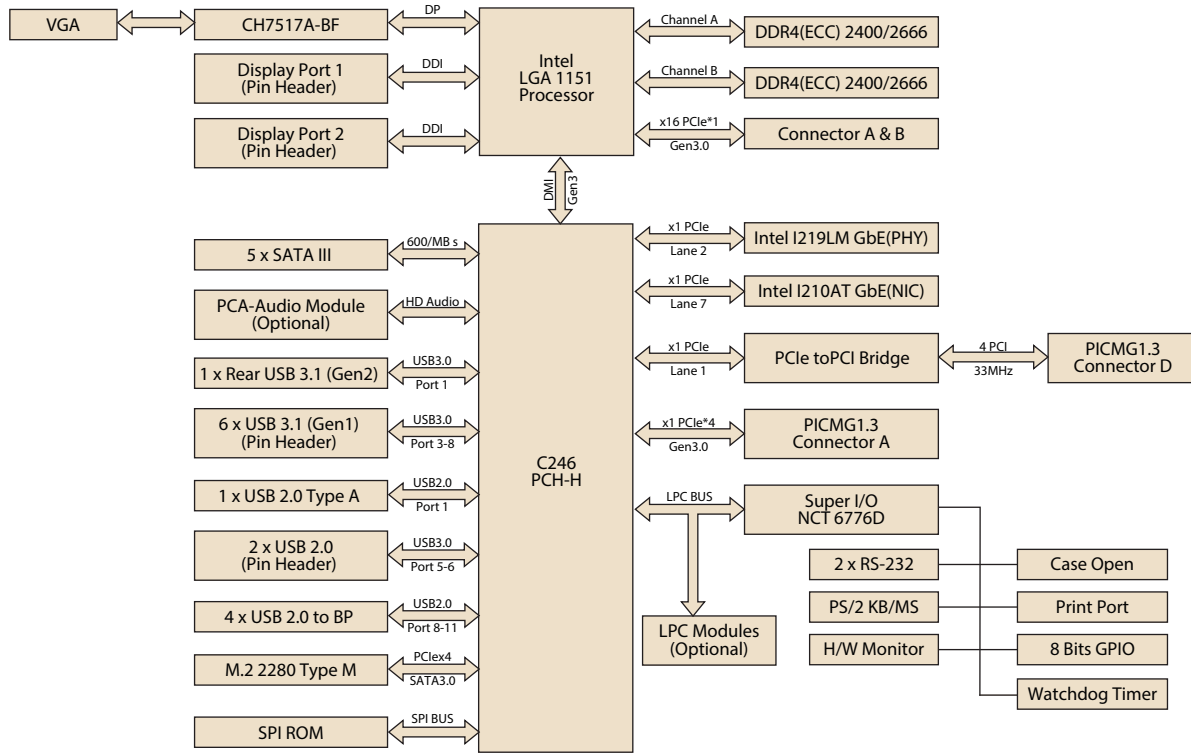 VGA
CH7517A-BF
DP
Display Port 1
(Pin Header)
DDI
Display Port 2
(Pin Header)
DDI
Intel
LGA 1151
Processor
Channel A
DDR4(ECC) 2400/2666
Channel B
DDR4(ECC) 2400/2666
x16 PCIe*1
Gen3.0
Connector A & B
DMI
Gen3
5 x SATA III
600/MB s
PCA-Audio Module
(Optional)
HD Audio
1 x Rear USB 3.1 (Gen2)
USB3.0
Port 1
6 x USB 3.1 (Gen1)
(Pin Header)
USB3.0
Port 3-8
1 x USB 2.0 Type A
USB2.0
Port 1
2 x USB 2.0
(Pin Header)
USB3.0
Port 5-6
4 x USB 2.0 to BP
USB2.0
Port 8-11
M.2 2280 Type M
PCIex4
SATA3.0
SPI ROM
SPI BUS
C246
PCH-H
x1 PCIe
Lane 2
Intel I219LM GbE(PHY)
x1 PCIe
Lane 7
Intel I210AT GbE(NIC)
x1 PCIe
Lane 1
PCIe toPCI Bridge
4 PCI
33MHz
PICMG1.3
Connector D
x1 PCIe*4
Gen3.0
PICMG1.3
Connector A
LPC BUS
Super I/O
NCT 6776D
LPC Modules
(Optional)
2 x RS-232
Case Open
PS/2 KB/MS
Print Port
H/W Monitor
8 Bits GPIO
Watchdog Timer